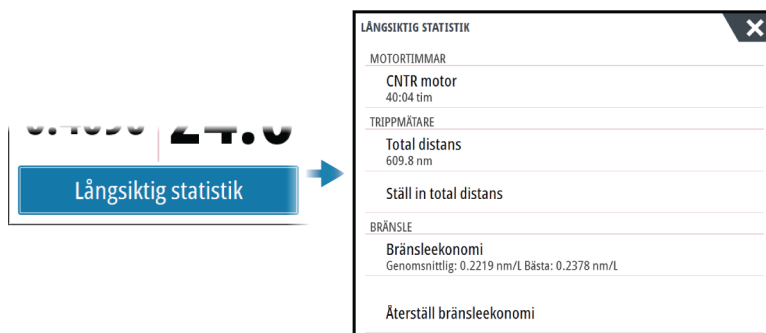 Långsiktig statistik
LÅNGSIKTIG STATISTIK
MOTORTIMMAR
CNTR motor
40:04 tim
TRIPPMÄTARE
Total distans
609.8 nm
Ställ in total distans
BRÄNSLE
Bränsleekonomi
Genomsnittlig: 0.2219 nm/L Bästa: 0.2378 nm/L
Återställ bränsleekonomi